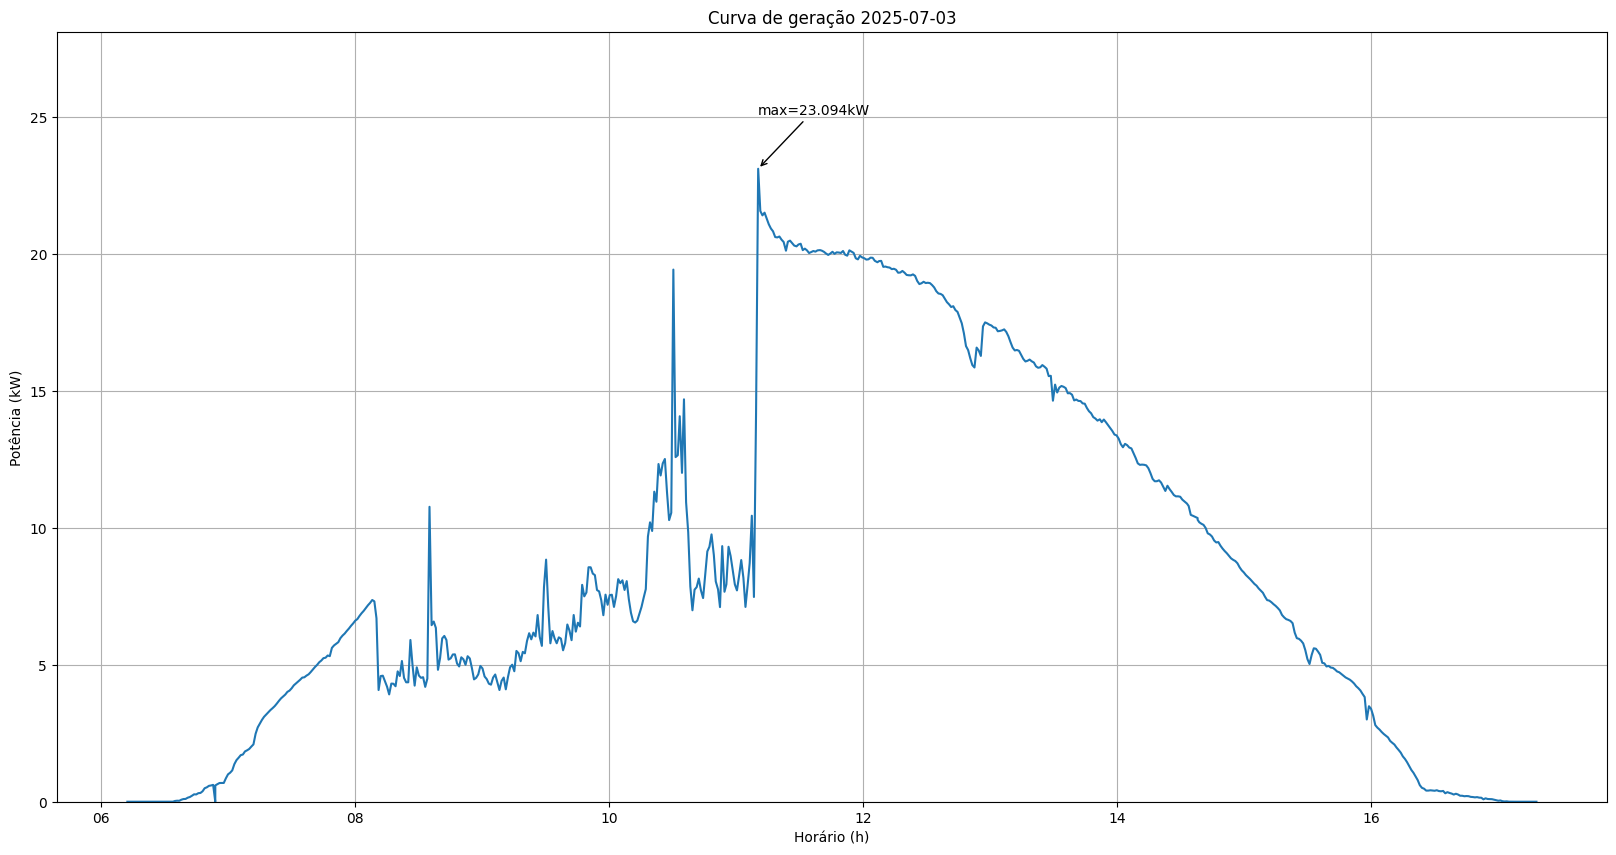 Curva de geração 2025-07-03
max=23.094kW
Potência (kW)
25
20
15
10
5
0
06 08 10 12 14 16
Horário (h)